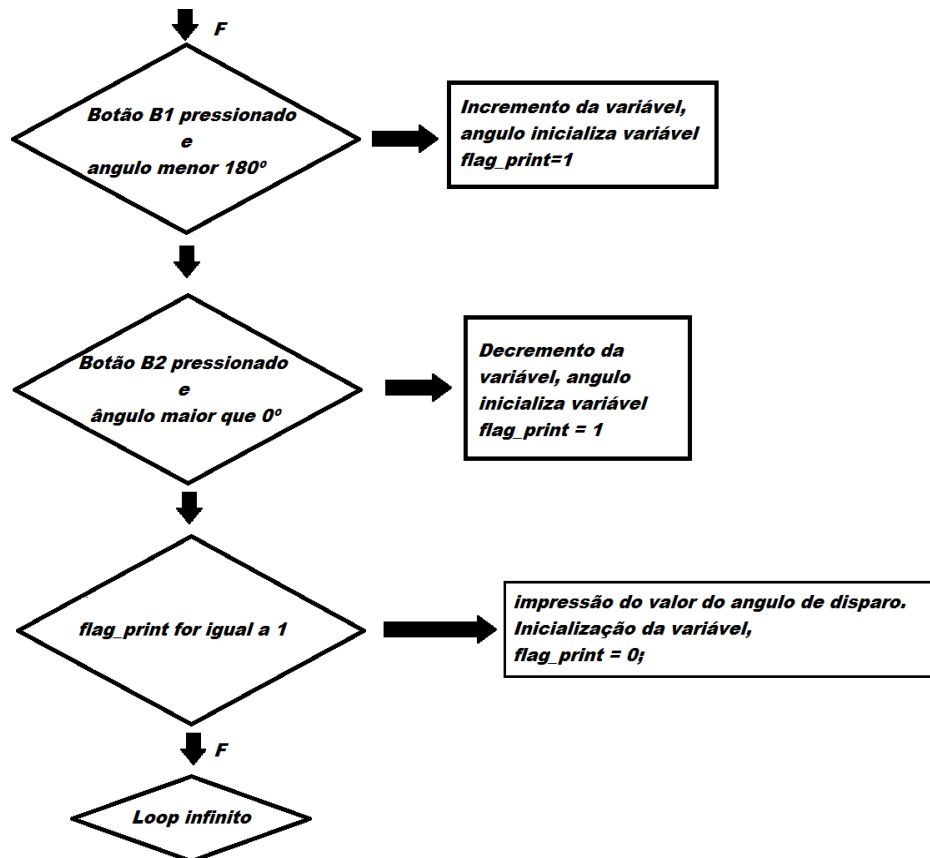 F
Botão B1 pressionado
e
angulo menor 180º
Incremento da variável,
angulo inicializa variável
flag_print=1
Botão B2 pressionado
e
ângulo maior que 0º
Decremento da
variável, angulo
inicializa variável
flag_print = 1
flag_print for igual a 1
impressão do valor do angulo de disparo.
Inicialização da variável,
flag_print = 0;
F
Loop infinito